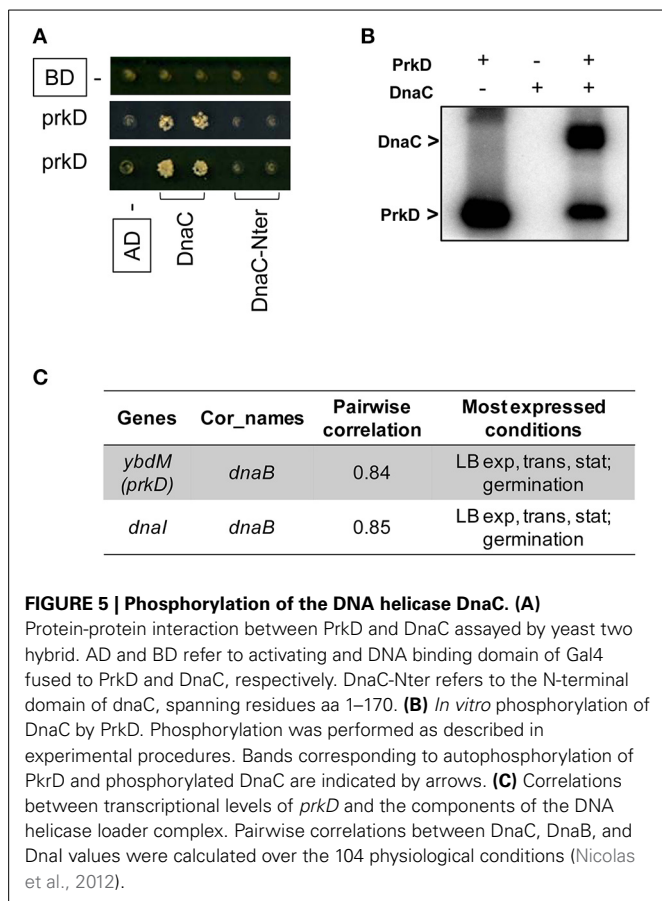 A
BD -
prkD
prkD
-
AD
DnaC
DnaC-Nter
B
PrkD + - +
DnaC - + +
DnaC >
PrkD >
C
Genes Cor_names Pairwise correlation Most expressed conditions
ybdM (prkD) dnaB 0.84 LB exp, trans, stat; germination
dnaI dnaB 0.85 LB exp, trans, stat; germination
FIGURE 5 | Phosphorylation of the DNA helicase DnaC. (A)
Protein-protein interaction between PrkD and DnaC assayed by yeast two
hybrid. AD and BD refer to activating and DNA binding domain of Gal4
fused to PrkD and DnaC, respectively. DnaC-Nter refers to the N-terminal
domain of dnaC, spanning residues aa 1–170. (B) In vitro phosphorylation of
DnaC by PrkD. Phosphorylation was performed as described in
experimental procedures. Bands corresponding to autophosphorylation of
PkrD and phosphorylated DnaC are indicated by arrows. (C) Correlations
between transcriptional levels of prkD and the components of the DNA
helicase loader complex. Pairwise correlations between DnaC, DnaB, and
DnaI values were calculated over the 104 physiological conditions (Nicolas
et al., 2012).